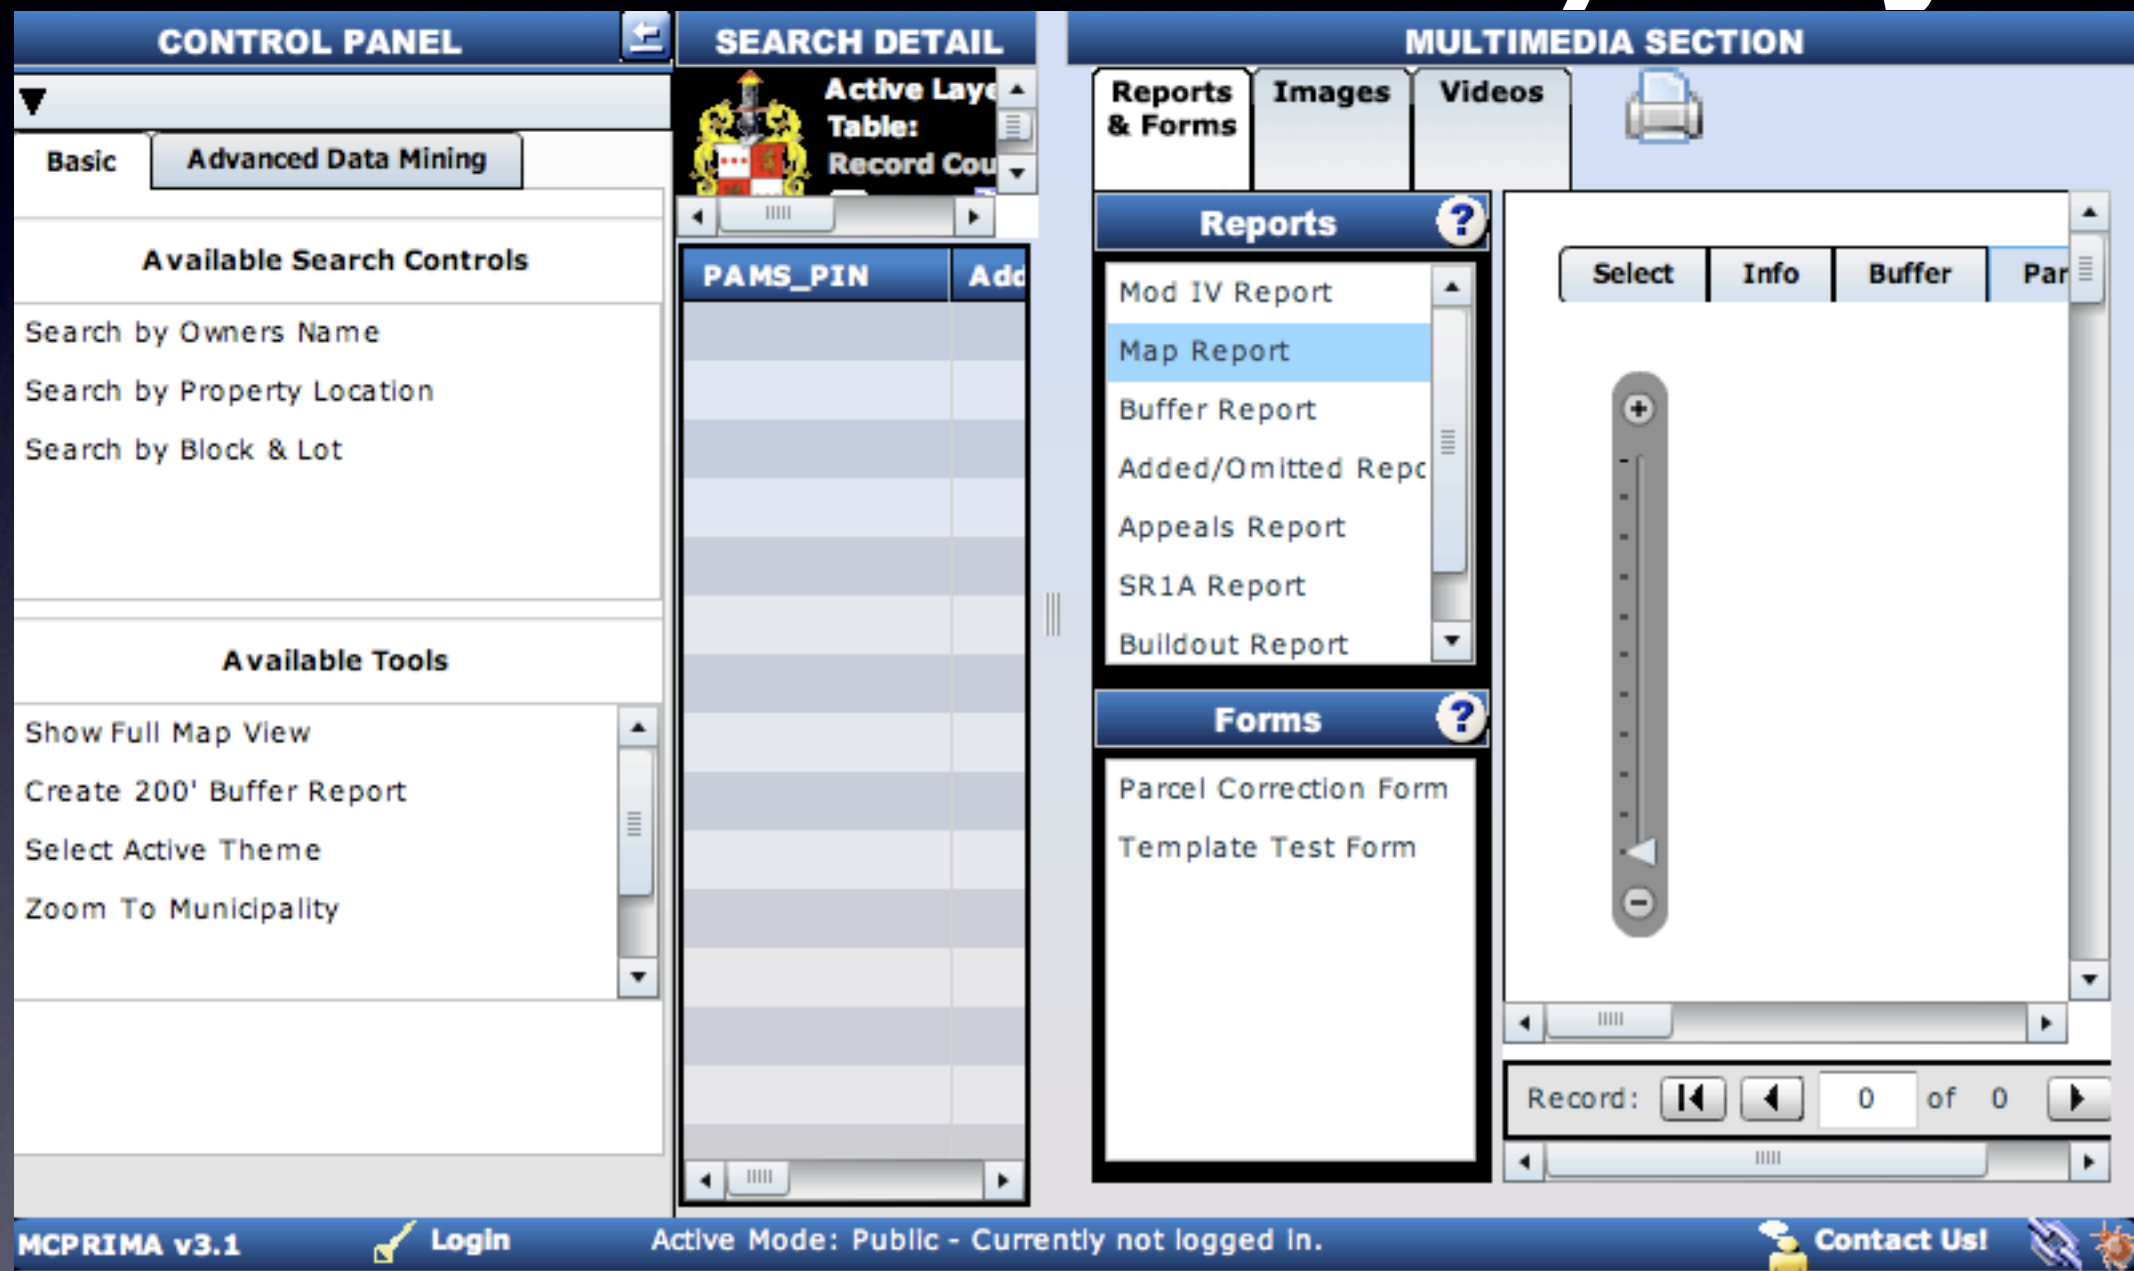 CONTROL PANEL
Basic
Advanced Data Mining
Available Search Controls
Search by Owners Name
Search by Property Location
Search by Block & Lot
Available Tools
Show Full Map View
Create 200' Buffer Report
Select Active Theme
Zoom To Municipality
SEARCH DETAIL
Active Laye
Table:
Record Cou
PAMS_PIN
Add
MULTIMEDIA SECTION
Reports
& Forms
Images
Videos
Reports
?
Mod IV Report
Map Report
Buffer Report
Added/Omitted Repo
Appeals Report
SR1A Report
Buildout Report
Forms
?
Parcel Correction Form
Template Test Form
Select
Info
Buffer
Par
Record:
0
of 0
MCPRIMA v3.1
Login
Active Mode: Public - Currently not logged in.
Contact Us!